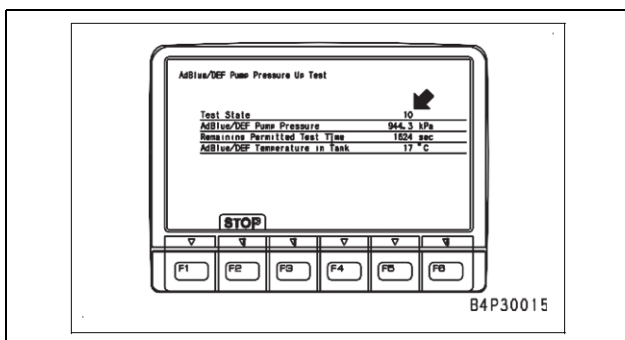 AdBlue/DEF Pump Pressure Up Test
Test State 10
AdBlue/DEF Pump Pressure 944.3 kPa
Remaining Permitted Test Time 1624 sec
AdBlue/DEF Temperature in Tank 17 °C
STOP
F1 F2 F3 F4 F5 F6
B4P30015